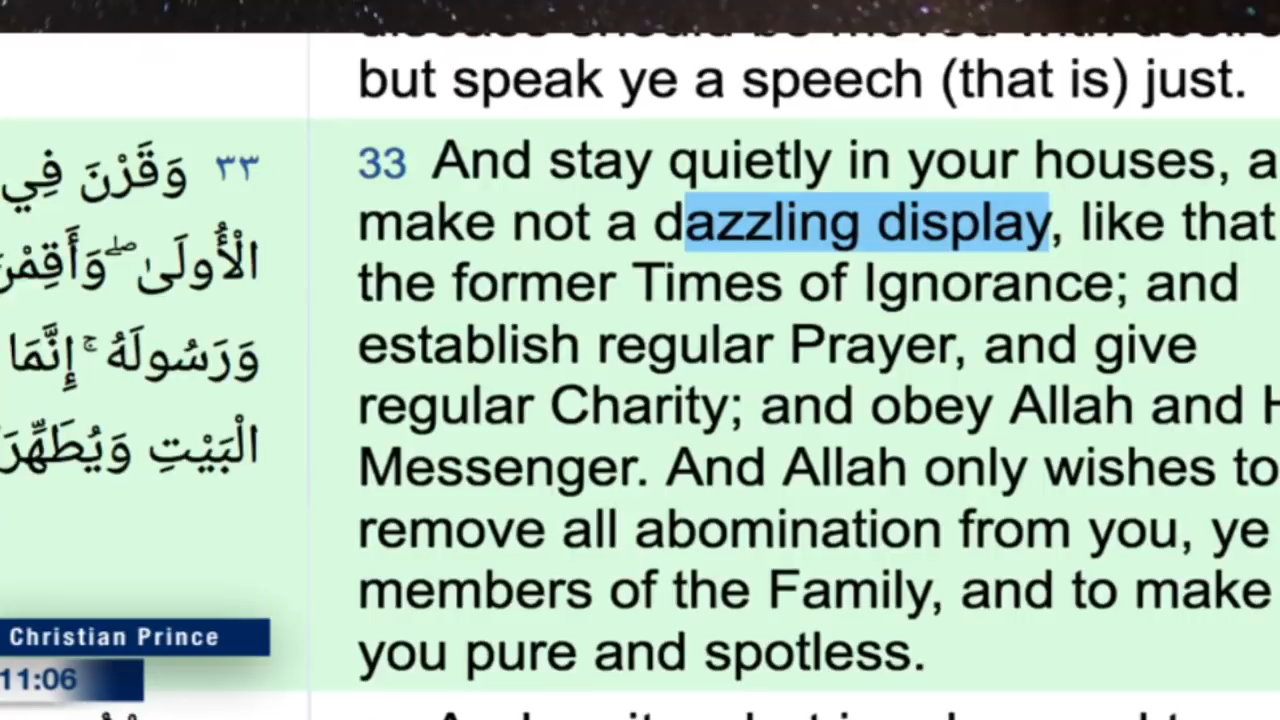 but speak ye a speech (that is) just.
٣٣ وَقَرْنَ فِي
33 And stay quietly in your houses, a
make not a dazzling display, like that
الْأُولَىٰ ۖ وَأَقِمْنَ
the former Times of Ignorance; and
establish regular Prayer, and give
وَرَسُولَهُ ۚ إِنَّمَا
regular Charity; and obey Allah and H
الْبَيْتِ وَيُطَهِّرَ
Messenger. And Allah only wishes to
remove all abomination from you, ye
members of the Family, and to make
you pure and spotless.
Christian Prince
11:06